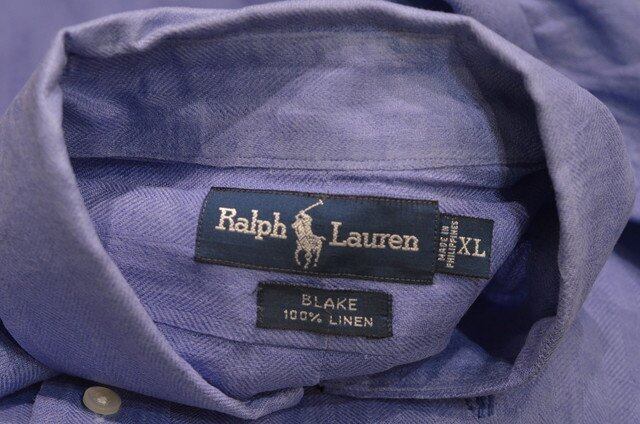 Ralph Lauren
MADE IN
PHILIPPINES
XL
BLAKE
100% LINEN